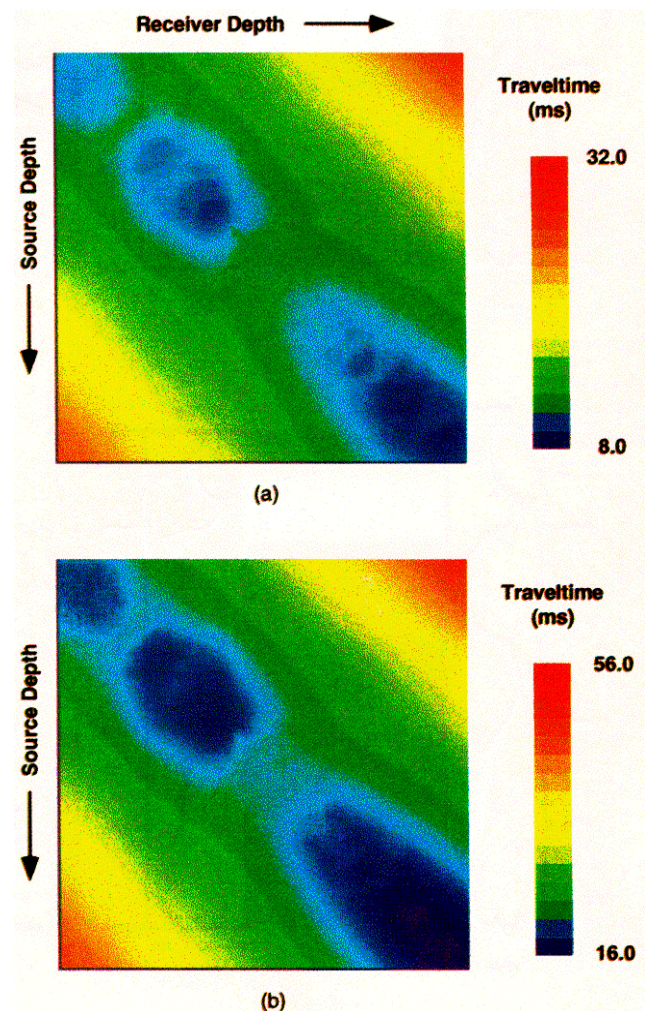 Receiver Depth
Source Depth
Traveltime
(ms)
32.0
8.0
(a)
Source Depth
Traveltime
(ms)
56.0
16.0
(b)